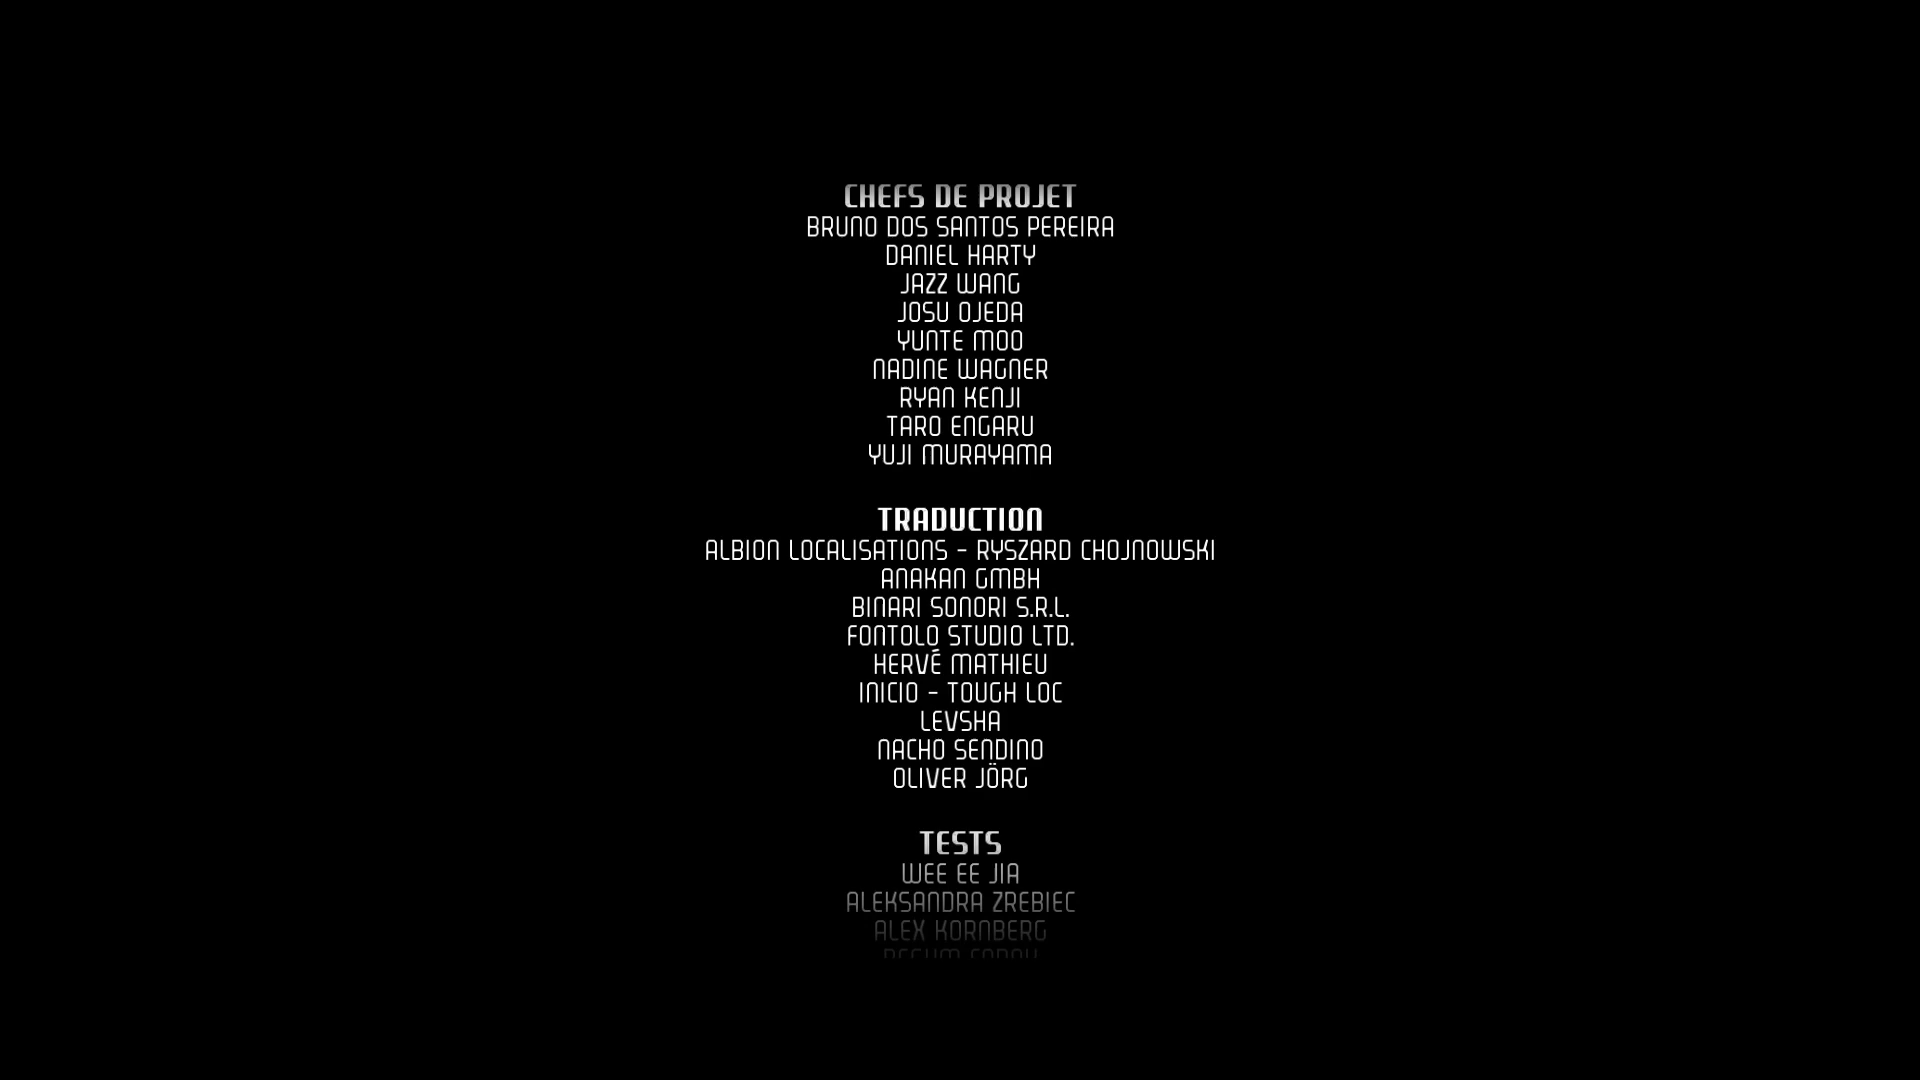 CHEFS DE PROJET
BRUNO DOS SANTOS PEREIRA
DANIEL HARTY
JAZZ WANG
JOSU OJEDA
YUNTE MOO
NADINE WAGNER
RYAN KENJI
TARO ENGARU
YUJI MURAYAMA
TRADUCTION
ALBION LOCALISATIONS - RYSZARD CHOJNOWSKI
ANAKAN GMBH
BINARI SONORI S.R.L.
FONTOLO STUDIO LTD.
HERVÉ MATHIEU
INICIO - TOUGH LOC
LEVSHA
NACHO SENDINO
OLIVER JÖRG
TESTS
WEE EE JIA
ALEKSANDRA ZREBIEC
ALEX KORNBERG